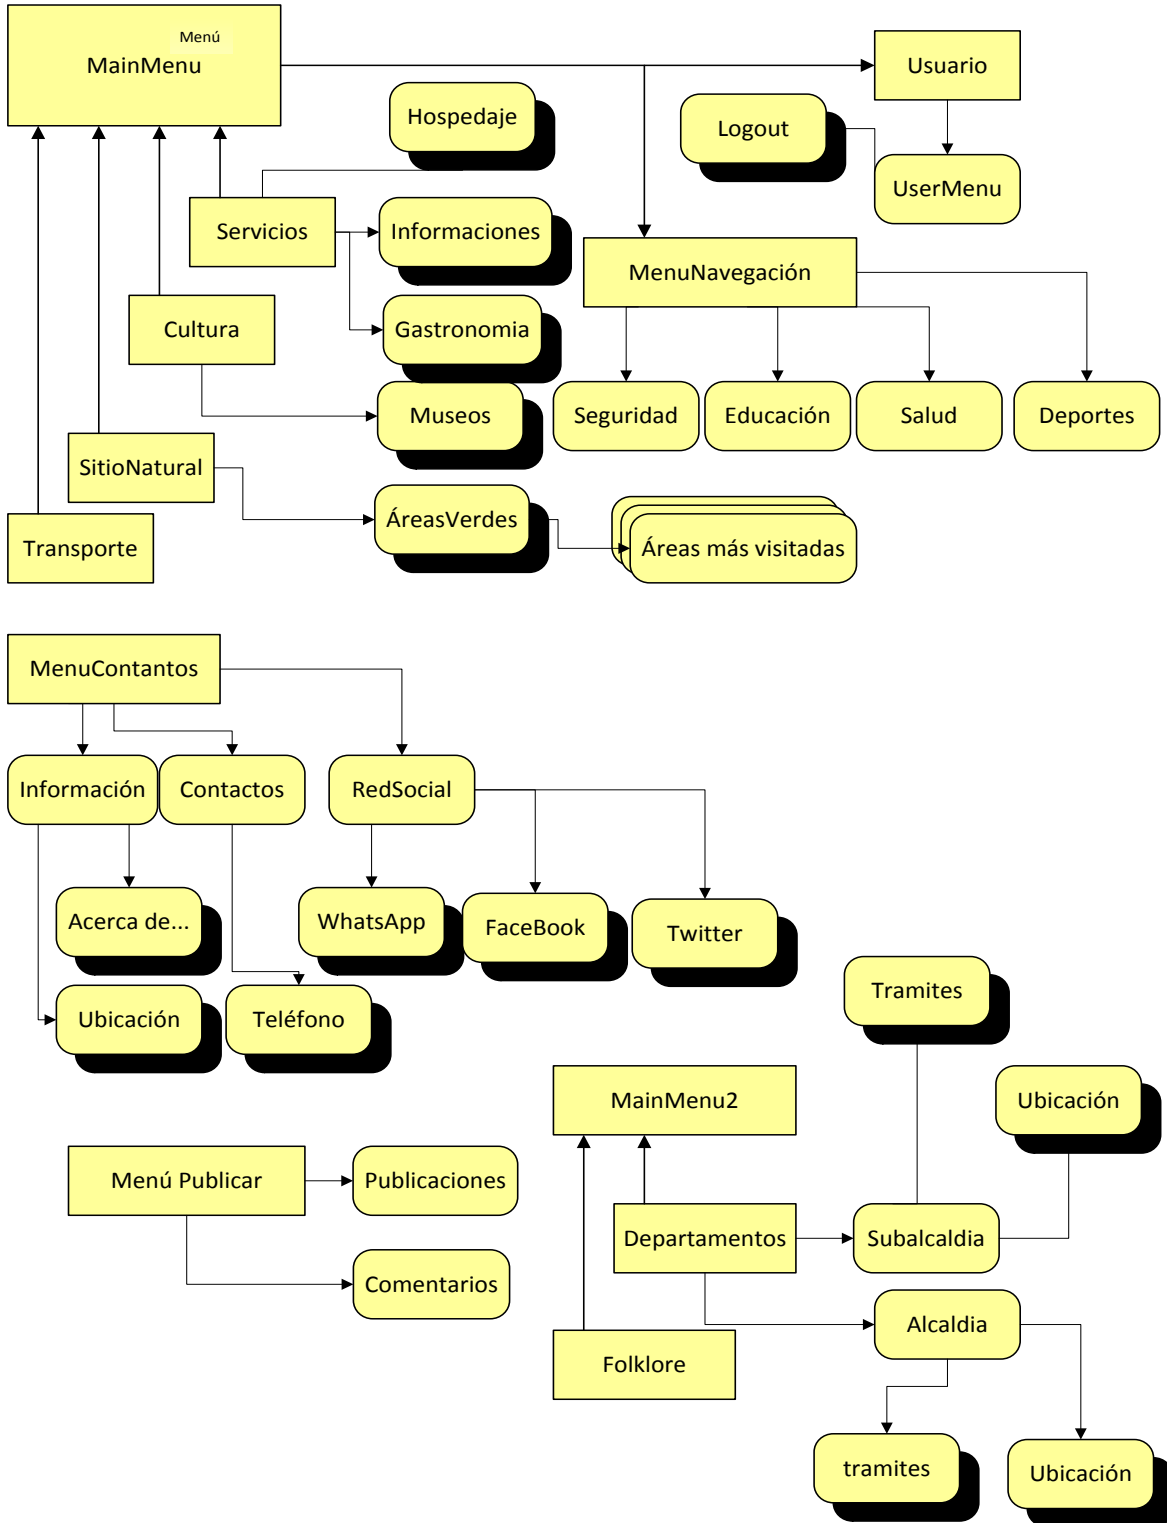 Menú
MainMenu
Usuario
Hospedaje
Logout
UserMenu
Servicios
Informaciones
MenuNavegación
Cultura
Gastronomia
Museos
Seguridad
Educación
Salud
Deportes
SitioNatural
ÁreasVerdes
Transporte
Áreas más visitadas
MenuContantos
Información
Contactos
RedSocial
Acerca de...
WhatsApp
FaceBook
Twitter
Tramites
Ubicación
Teléfono
MainMenu2
Ubicación
Menú Publicar
Publicaciones
Departamentos
Subalcaldia
Comentarios
Alcaldia
Folklore
tramites
Ubicación